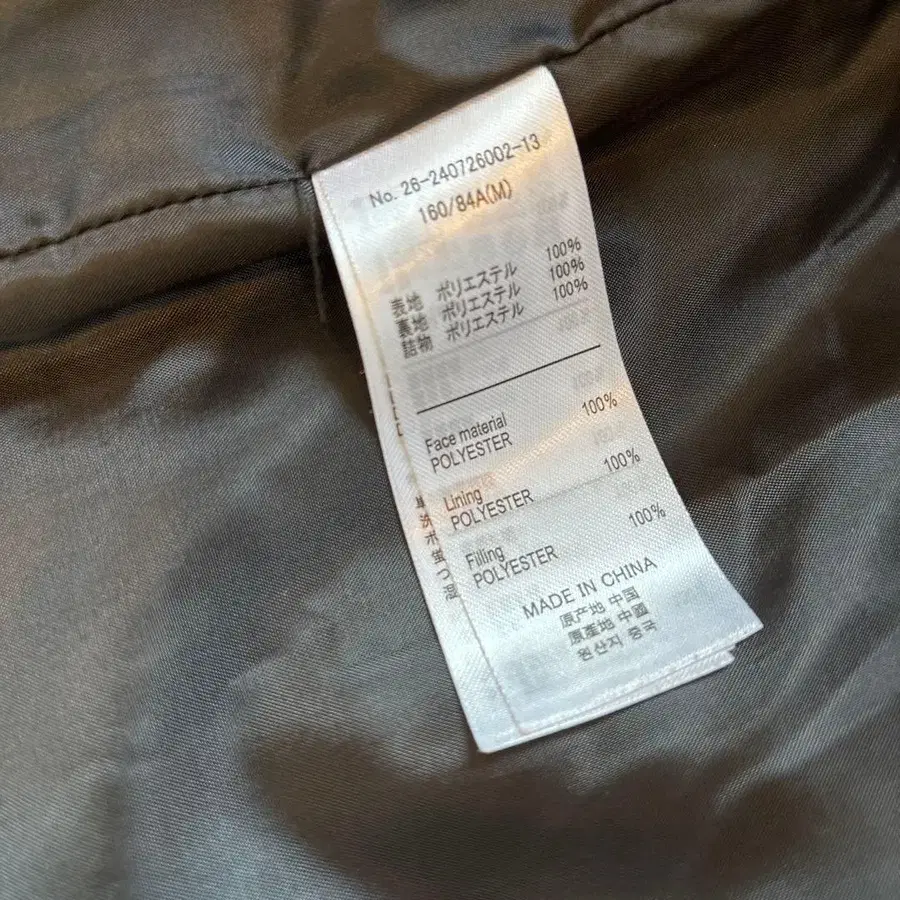 No. 26-240726002-13
160/84A(M)
表地 ポリエステル 100%
裏地 ポリエステル 100%
詰物 ポリエステル 100%
Face material
POLYESTER 100%
Lining
POLYESTER 100%
Filling
POLYESTER 100%
MADE IN CHINA
原产地 中国
原產地 中國
원산지 중국